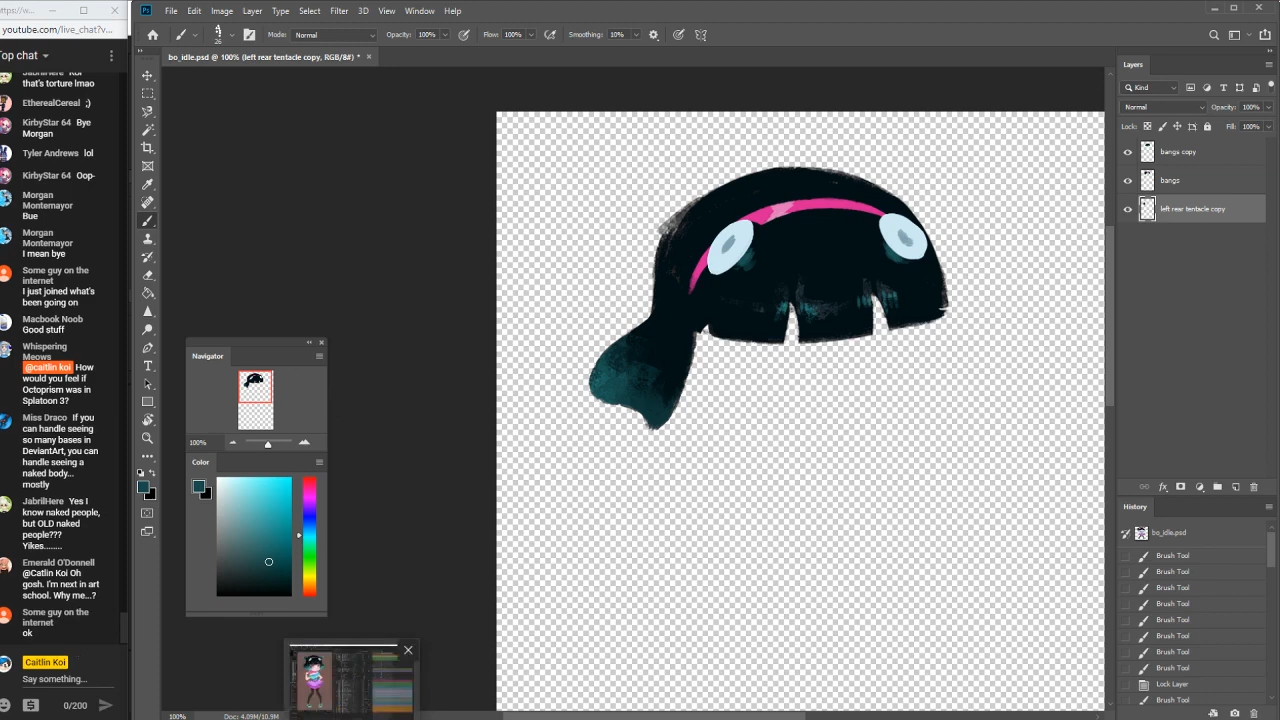 https://w...
youtube.com/live_chat?v...
Top chat
that's torture lmao
EtherealCereal ;)
KirbyStar 64 Bye
Morgan
Tyler Andrews lol
KirbyStar 64 Oop-
Morgan
Montemayor
Bue
Morgan
Montemayor
I mean bye
Some guy on the
internet
I just joined what's
been going on
Macbook Noob
Good stuff
Whispering
Meows
@caitlin koi How
would you feel if
Octoprism was in
Splatoon 3?
Miss Draco If you
can handle seeing
so many bases in
DeviantArt, you can
handle seeing a
naked body...
mostly
JabrilHere Yes I
know naked people,
but OLD naked
people???
Yikes........
Emerald O'Donnell
@Catlin Koi Oh
gosh. I'm next in art
school. Why me...?
Some guy on the
internet
ok
Caitlin Koi
Say something...
0/200
Ps File Edit Image Layer Type Select Filter 3D View Window Help
26 Mode: Normal Opacity: 100% Flow: 100% Smoothing: 10%
bo_idle.psd @ 100% (left rear tentacle copy, RGB/8#) *
Navigator
100%
Color
100% Doc: 4.09M/10.9M
Layers
Kind
Normal Opacity: 100%
Lock: Fill: 100%
bangs copy
bangs
left rear tentacle copy
fx
History
bo_idle.psd
Brush Tool
Brush Tool
Brush Tool
Brush Tool
Brush Tool
Brush Tool
Brush Tool
Brush Tool
Lock Layer
Brush Tool